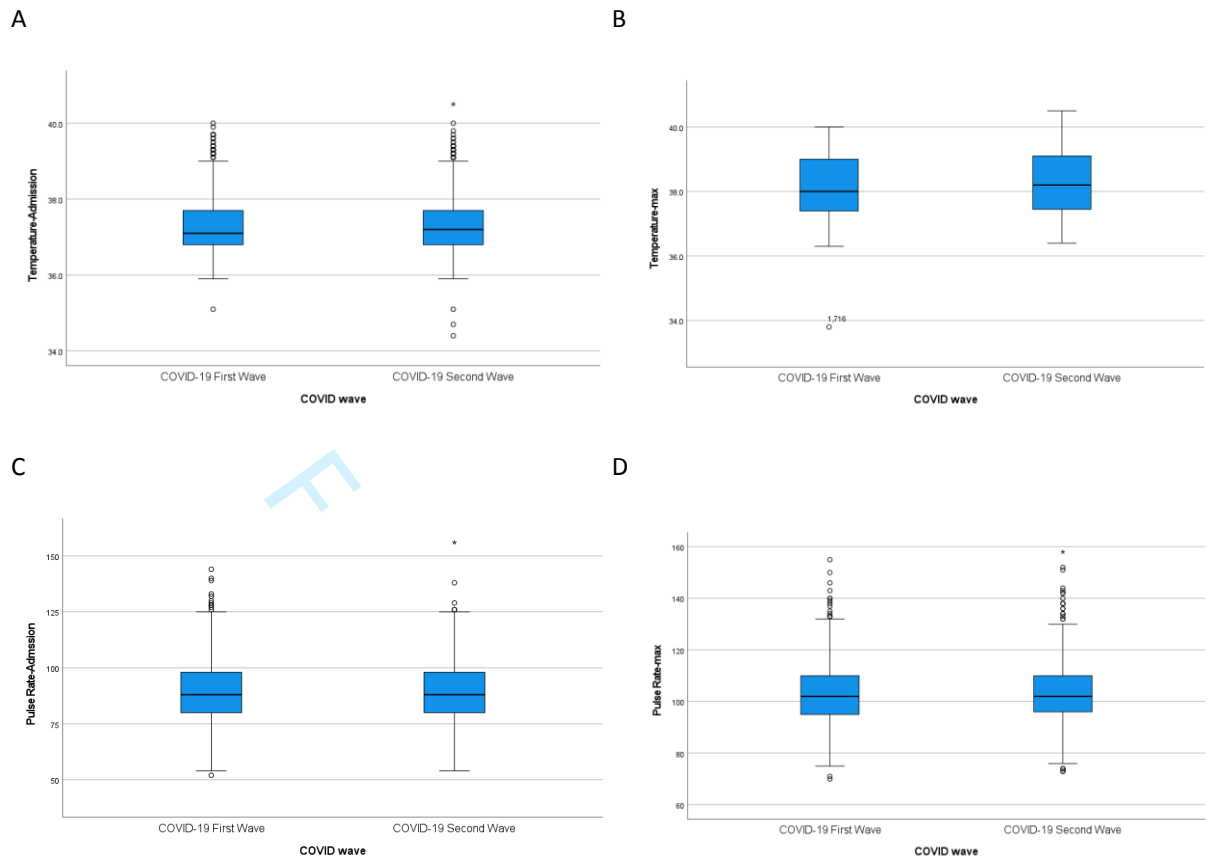 A
B
40.0
38.0
36.0
34.0
Temperature-Admission
COVID-19 First Wave
COVID-19 Second Wave
COVID wave
*
40.0
38.0
36.0
34.0
Temperature-max
1,716
COVID-19 First Wave
COVID-19 Second Wave
COVID wave
C
D
F
150
125
100
75
50
Pulse Rate-Admssion
COVID-19 First Wave
COVID-19 Second Wave
COVID wave
*
160
140
120
100
80
60
Pulse Rate-max
COVID-19 First Wave
COVID-19 Second Wave
COVID wave
*